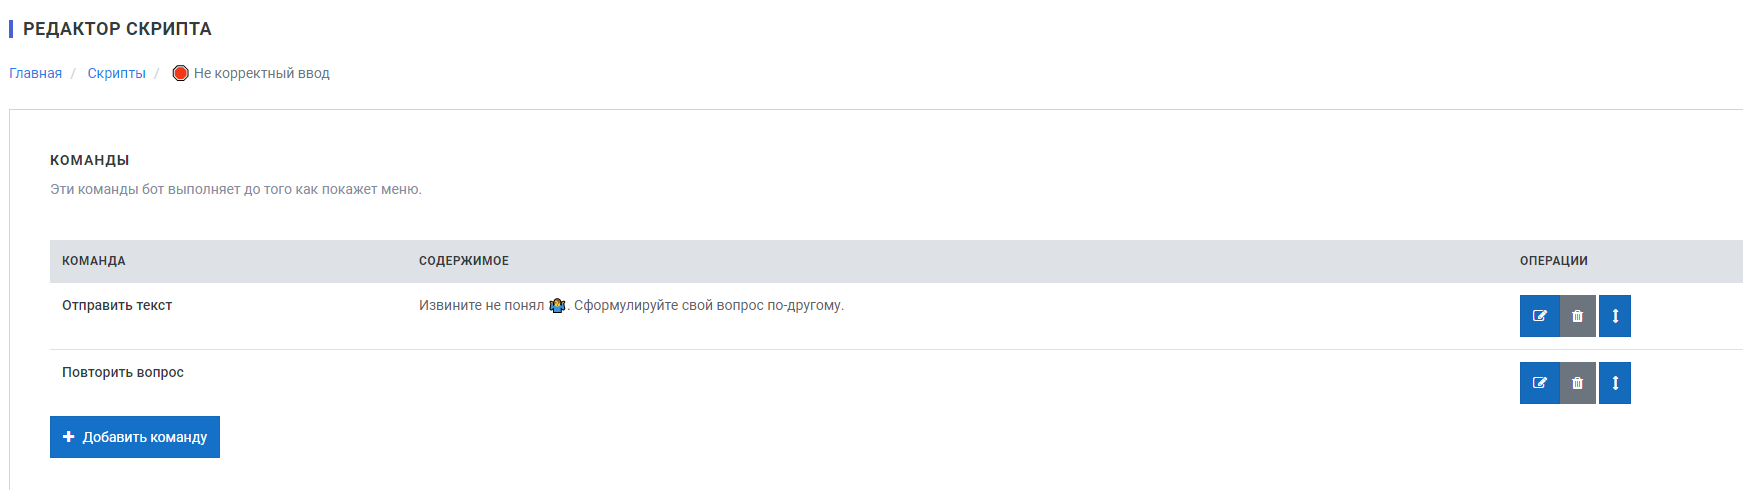 РЕДАКТОР СКРИПТА
Главная / Скрипты / 🛑 Не корректный ввод
КОМАНДЫ
Эти команды бот выполняет до того как покажет меню.
КОМАНДА СОДЕРЖИМОЕ ОПЕРАЦИИ
Отправить текст Извините не понял 🤷. Сформулируйте свой вопрос по-другому.
Повторить вопрос
+ Добавить команду